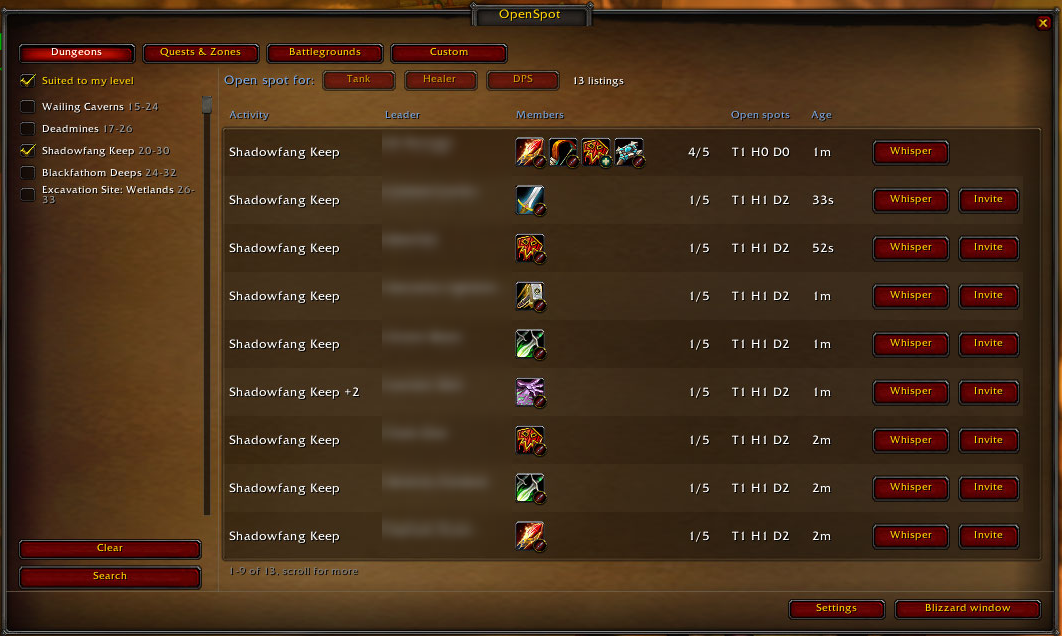 OpenSpot
Dungeons Quests & Zones Battlegrounds Custom
Suited to my level
Wailing Caverns 15-24
Deadmines 17-26
Shadowfang Keep 20-30
Blackfathom Deeps 24-32
Excavation Site: Wetlands 26-
33
Clear
Search
Open spot for: Tank Healer DPS 13 listings
Activity Leader Members Open spots Age
Shadowfang Keep 4/5 T1 H0 D0 1m Whisper
Shadowfang Keep 1/5 T1 H1 D2 33s Whisper Invite
Shadowfang Keep 1/5 T1 H1 D2 52s Whisper Invite
Shadowfang Keep 1/5 T1 H1 D2 1m Whisper Invite
Shadowfang Keep 1/5 T1 H1 D2 1m Whisper Invite
Shadowfang Keep +2 1/5 T1 H1 D2 1m Whisper Invite
Shadowfang Keep 1/5 T1 H1 D2 2m Whisper Invite
Shadowfang Keep 1/5 T1 H1 D2 2m Whisper Invite
Shadowfang Keep 1/5 T1 H1 D2 2m Whisper Invite
1-9 of 13, scroll for more
Settings Blizzard window